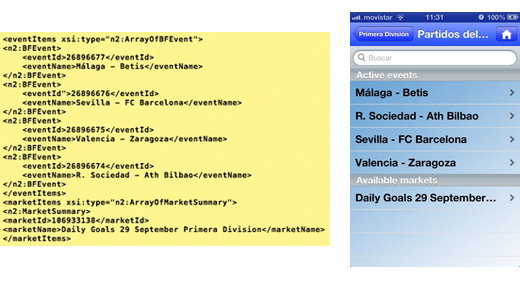 <eventItems xsi:type="n2:ArrayOfBFEvent">
<n2:BFEvent>
<eventId>26896677</eventId>
<eventName>Málaga - Betis</eventName>
</n2:BFEvent>
<n2:BFEvent>
<eventId">26896676</eventId>
<eventName>Sevilla - FC Barcelona</eventName>
</n2:BFEvent>
<n2:BFEvent>
<eventId>26896675</eventId>
<eventName>Valencia - Zaragoza</eventName>
</n2:BFEvent>
<n2:BFEvent>
<eventId>26896674</eventId>
<eventName>R. Sociedad - Ath Bilbao</eventName>
</n2:BFEvent>
</eventItems>
<marketItems xsi:type="n2:ArrayOfMarketSummary">
<n2:MarketSummary>
<marketId>106933138</marketId>
<marketName>Daily Goals 29 September Primera Division</marketName>
</marketItems>
movistar 11:31 100%
Primera División Partidos del...
Buscar
Active events
Málaga - Betis
R. Sociedad - Ath Bilbao
Sevilla - FC Barcelona
Valencia - Zaragoza
Available markets
Daily Goals 29 September...